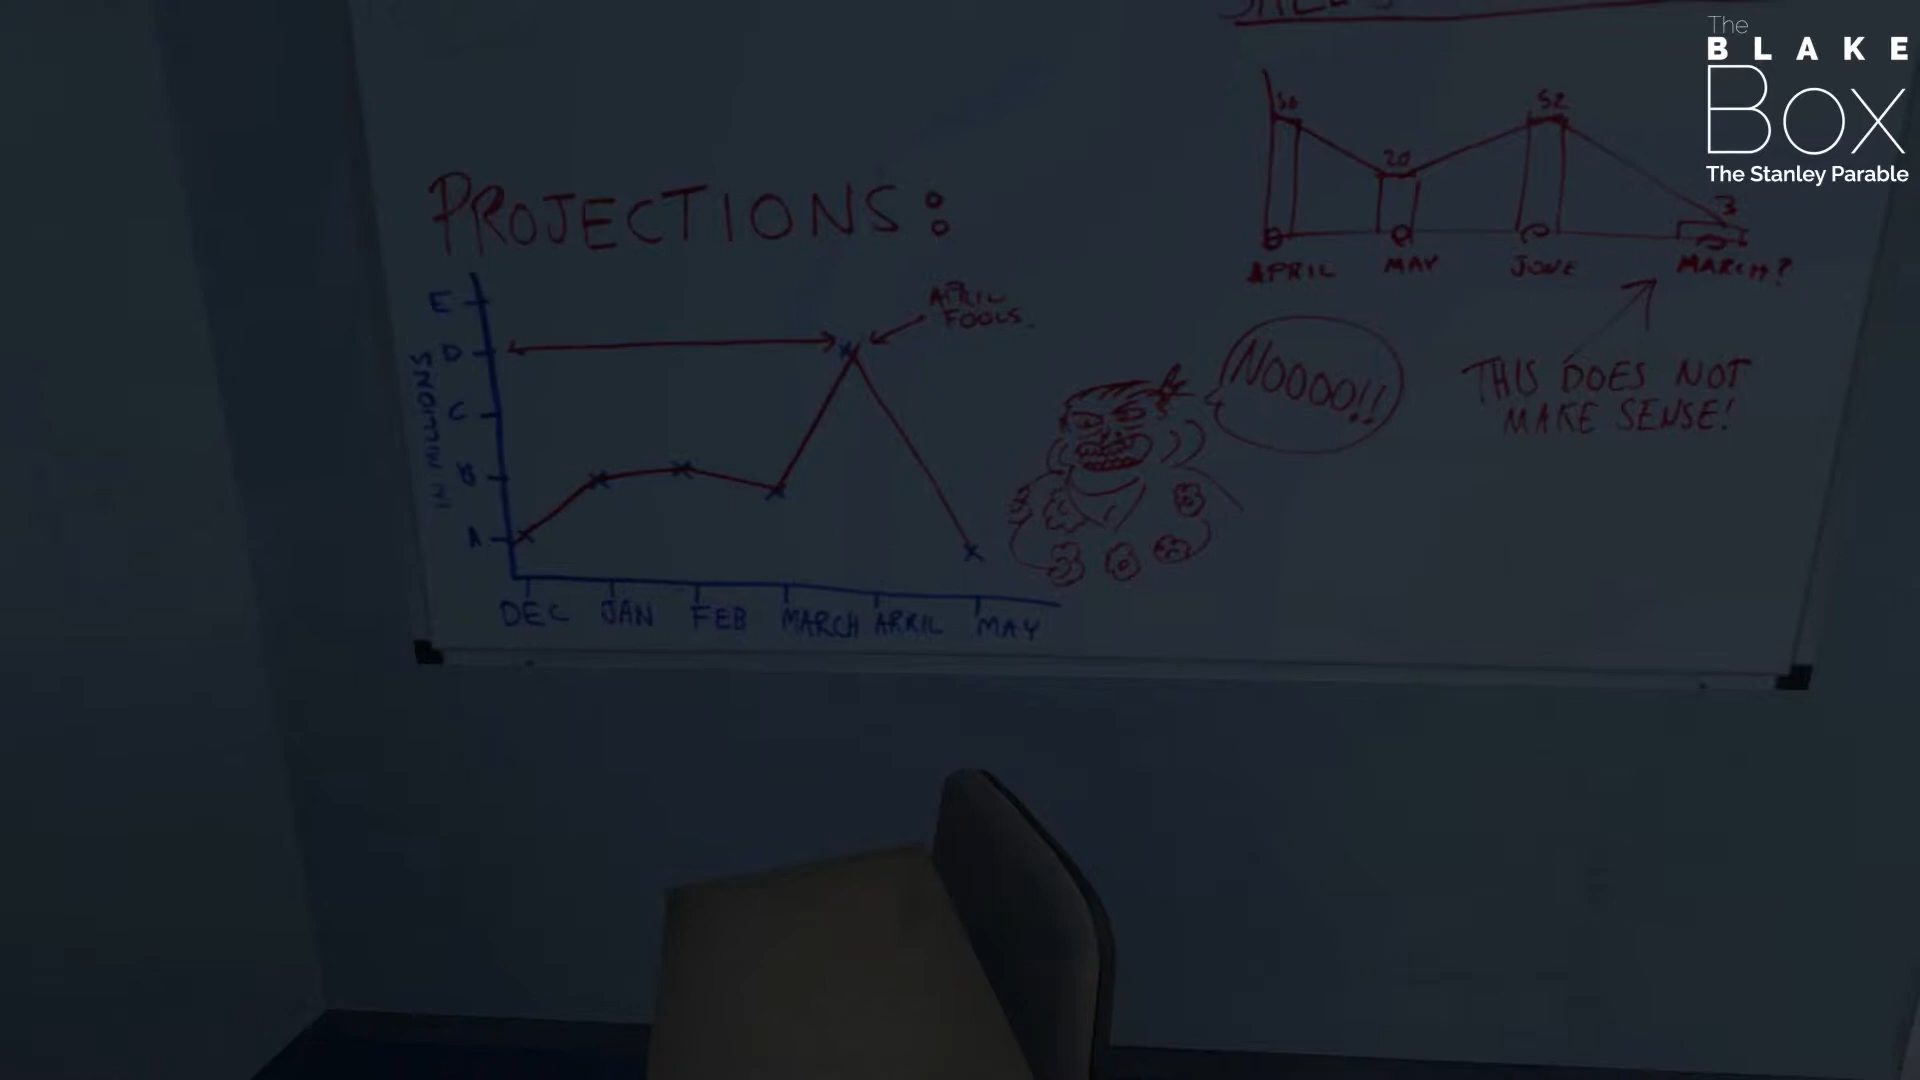 The
BLAKE
BOX
The Stanley Parable
PROJECTIONS:
E
D
C
B
A
IN MILLIONS
DEC JAN FEB MARCH APRIL MAY
APRIL
FOOLS.
NOOOO!!
50
20
52
3
APRIL MAY JUNE MARCH?
THIS DOES NOT
MAKE SENSE!